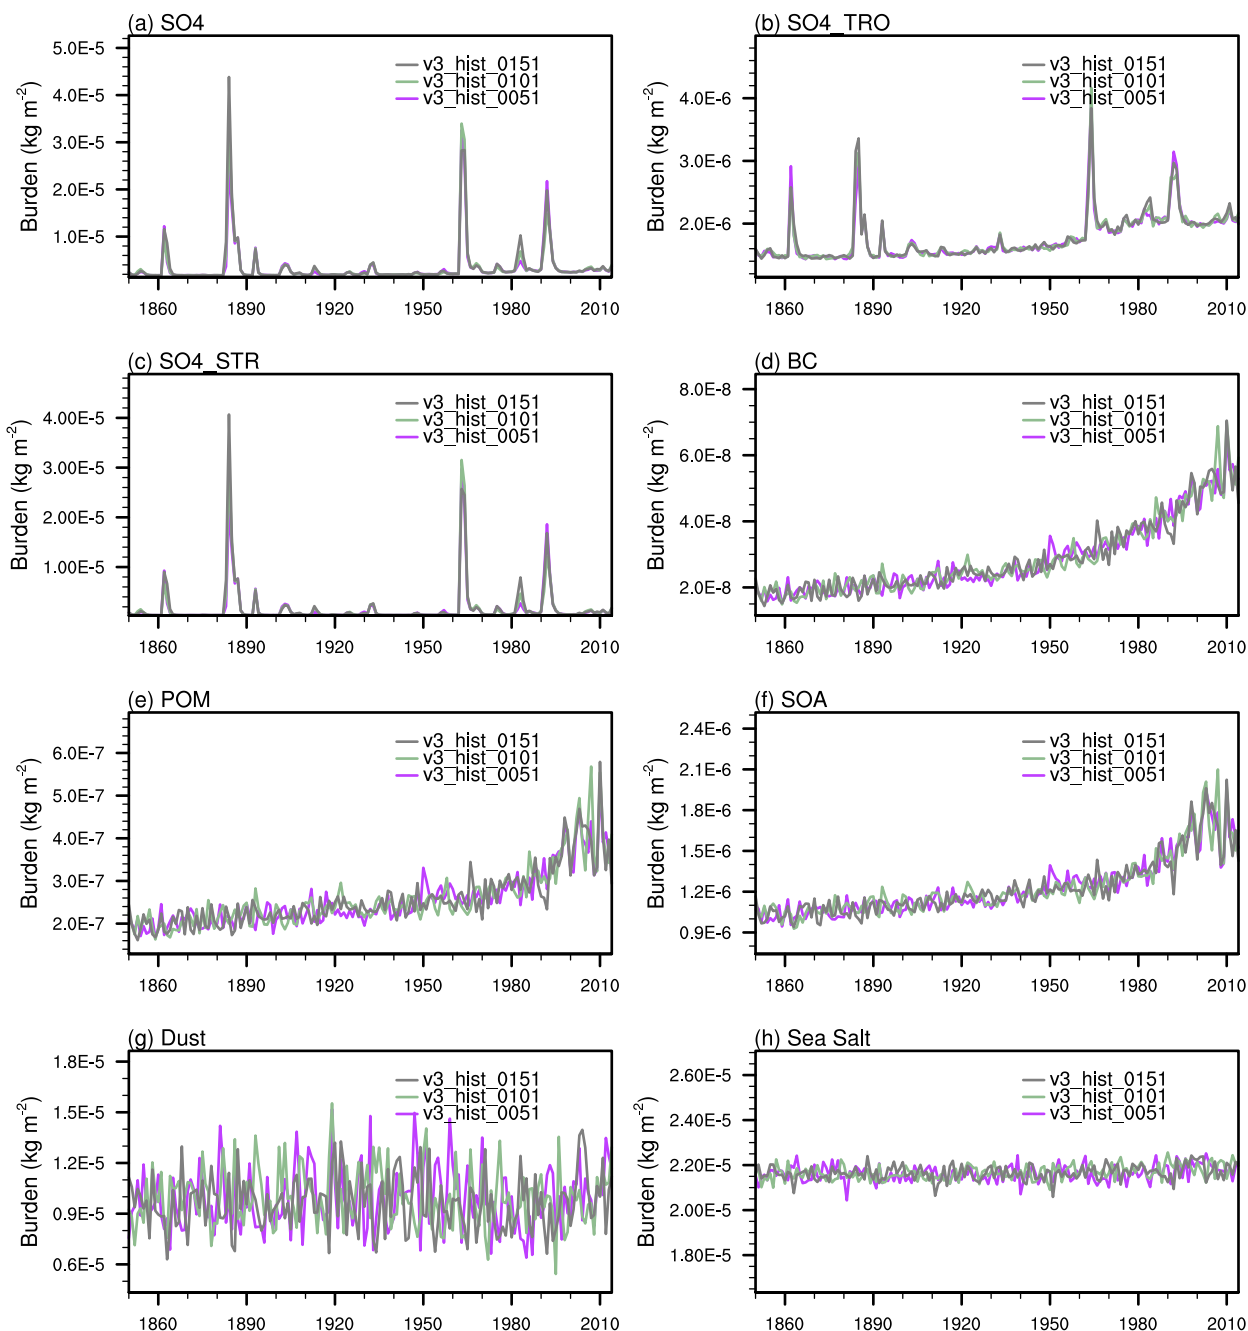 (a) SO4
Burden (kg m-2)
5.0E-5
4.0E-5
3.0E-5
2.0E-5
1.0E-5
v3_hist_0151
v3_hist_0101
v3_hist_0051
1860 1890 1920 1950 1980 2010
(b) SO4_TRO
Burden (kg m-2)
4.0E-6
3.0E-6
2.0E-6
v3_hist_0151
v3_hist_0101
v3_hist_0051
1860 1890 1920 1950 1980 2010
(c) SO4_STR
Burden (kg m-2)
4.00E-5
3.00E-5
2.00E-5
1.00E-5
v3_hist_0151
v3_hist_0101
v3_hist_0051
1860 1890 1920 1950 1980 2010
(d) BC
Burden (kg m-2)
8.0E-8
6.0E-8
4.0E-8
2.0E-8
v3_hist_0151
v3_hist_0101
v3_hist_0051
1860 1890 1920 1950 1980 2010
(e) POM
Burden (kg m-2)
6.0E-7
5.0E-7
4.0E-7
3.0E-7
2.0E-7
v3_hist_0151
v3_hist_0101
v3_hist_0051
1860 1890 1920 1950 1980 2010
(f) SOA
Burden (kg m-2)
2.4E-6
2.1E-6
1.8E-6
1.5E-6
1.2E-6
0.9E-6
v3_hist_0151
v3_hist_0101
v3_hist_0051
1860 1890 1920 1950 1980 2010
(g) Dust
Burden (kg m-2)
1.8E-5
1.5E-5
1.2E-5
0.9E-5
0.6E-5
v3_hist_0151
v3_hist_0101
v3_hist_0051
1860 1890 1920 1950 1980 2010
(h) Sea Salt
Burden (kg m-2)
2.60E-5
2.40E-5
2.20E-5
2.00E-5
1.80E-5
v3_hist_0151
v3_hist_0101
v3_hist_0051
1860 1890 1920 1950 1980 2010